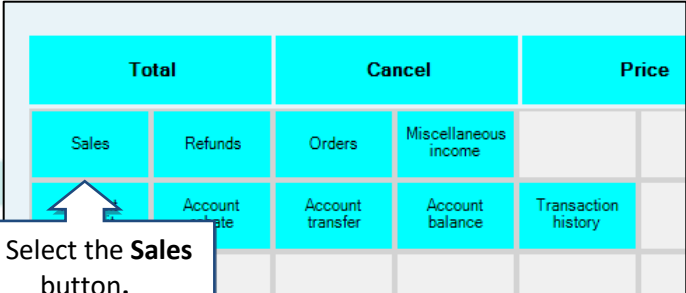 Total Cancel Price
Sales Refunds Orders Miscellaneous
income
Account Account Account Transaction
transfer balance history
Select the Sales
button.